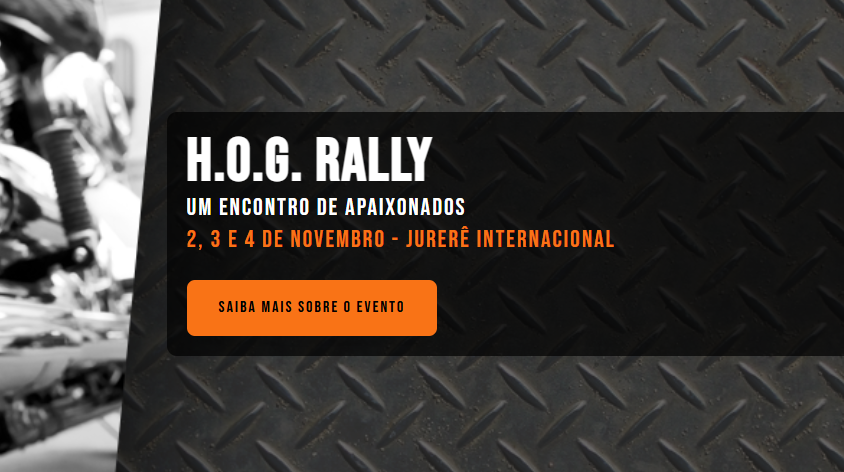 H.O.G. RALLY
UM ENCONTRO DE APAIXONADOS
2, 3 E 4 DE NOVEMBRO - JURERÊ INTERNACIONAL
SAIBA MAIS SOBRE O EVENTO